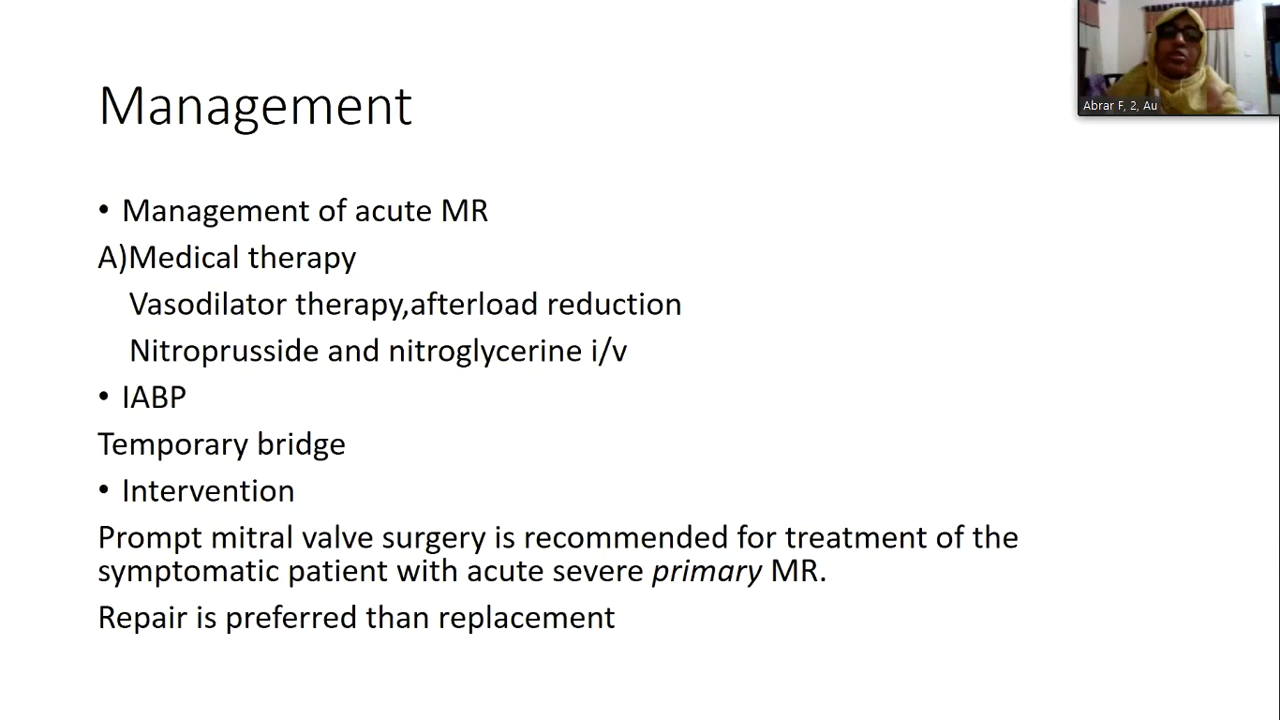 Management
• Management of acute MR
A)Medical therapy
Vasodilator therapy,afterload reduction
Nitroprusside and nitroglycerine i/v
• IABP
Temporary bridge
• Intervention
Prompt mitral valve surgery is recommended for treatment of the
symptomatic patient with acute severe primary MR.
Repair is preferred than replacement
Abrar F, 2, Au